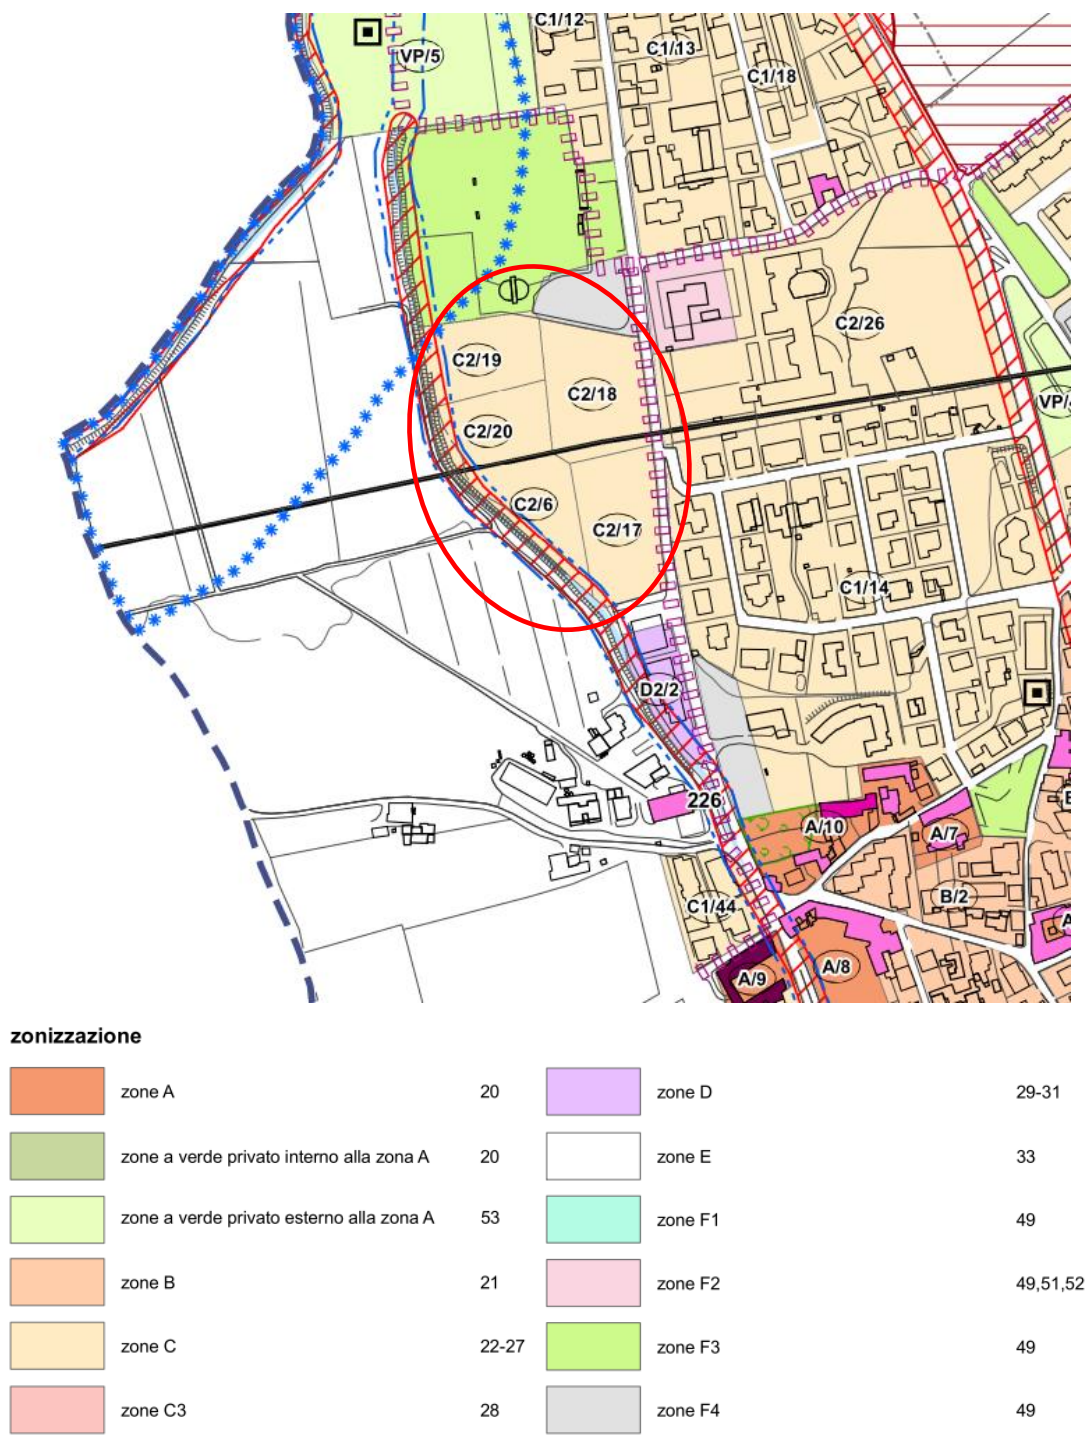 C1/12
C1/13
VP/5
C1/18
C2/26
C2/19
C2/18
VP/
C2/20
C2/6
C2/17
C1/14
D2/2
226
A/10
A/7
B/2
C1/44
A/8
A/9
zonizzazione
zone A 20
zone D 29-31
zone a verde privato interno alla zona A 20
zone E 33
zone a verde privato esterno alla zona A 53
zone F1 49
zone B 21
zone F2 49,51,52
zone C 22-27
zone F3 49
zone C3 28
zone F4 49